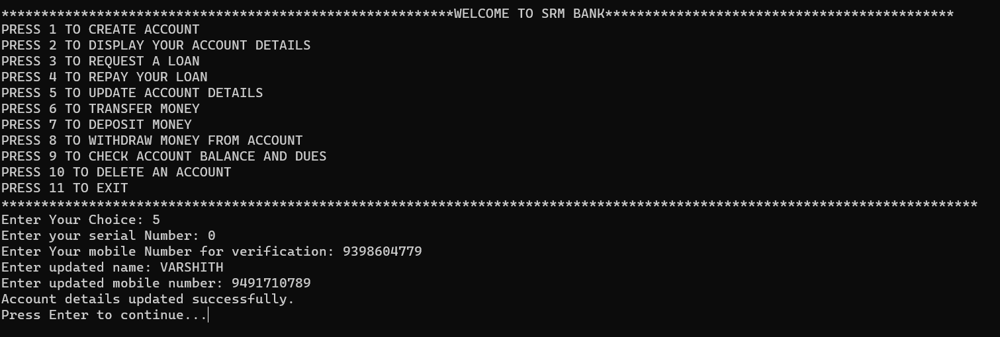 *********************************************************WELCOME TO SRM BANK********************************************
PRESS 1 TO CREATE ACCOUNT
PRESS 2 TO DISPLAY YOUR ACCOUNT DETAILS
PRESS 3 TO REQUEST A LOAN
PRESS 4 TO REPAY YOUR LOAN
PRESS 5 TO UPDATE ACCOUNT DETAILS
PRESS 6 TO TRANSFER MONEY
PRESS 7 TO DEPOSIT MONEY
PRESS 8 TO WITHDRAW MONEY FROM ACCOUNT
PRESS 9 TO CHECK ACCOUNT BALANCE AND DUES
PRESS 10 TO DELETE AN ACCOUNT
PRESS 11 TO EXIT
***************************************************************************************************************************
Enter Your Choice: 5
Enter your serial Number: 0
Enter Your mobile Number for verification: 9398604779
Enter updated name: VARSHITH
Enter updated mobile number: 9491710789
Account details updated successfully.
Press Enter to continue...